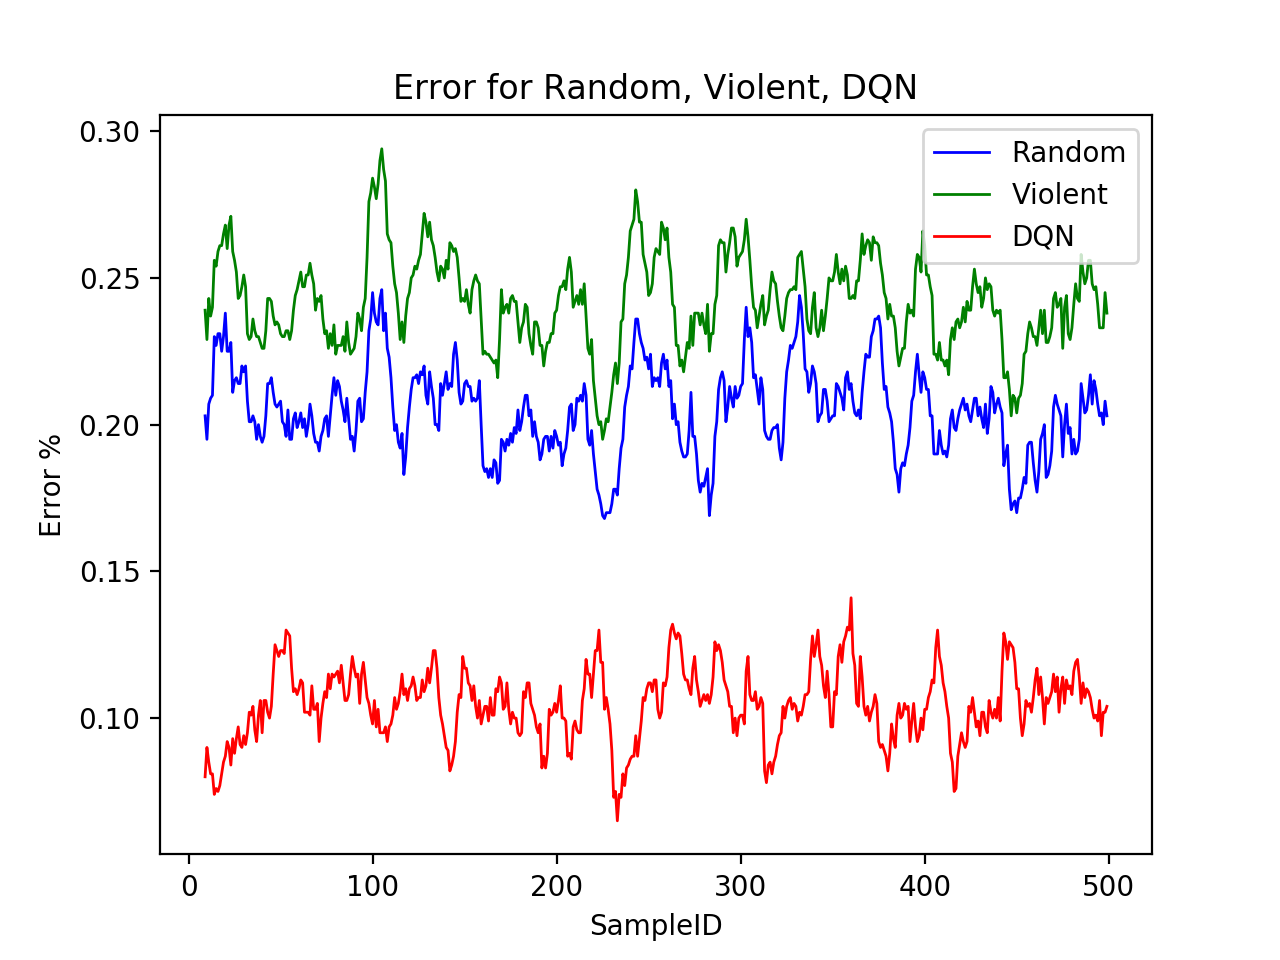 Error for Random, Violent, DQN
Random
Violent
DQN
Error %
0.30
0.25
0.20
0.15
0.10
0 100 200 300 400 500
SampleID